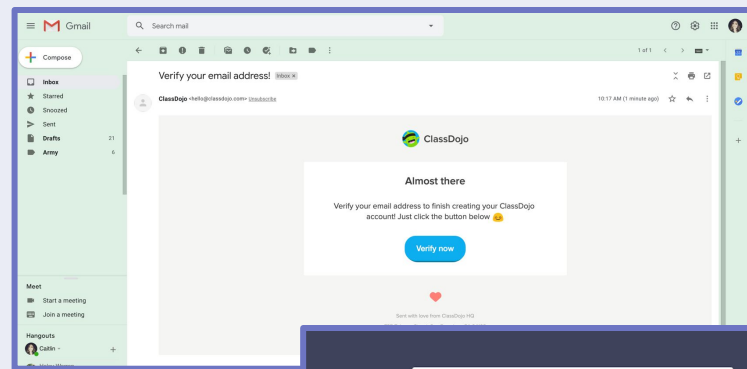 Gmail
Search mail
Compose
1 of 1
Inbox
Starred
Snoozed
Sent
Drafts 21
Army 6
Verify your email address! Inbox x
ClassDojo <hello@classdojo.com> Unsubscribe
10:17 AM (1 minute ago)
ClassDojo
Almost there
Verify your email address to finish creating your ClassDojo
account! Just click the button below
Verify now
Sent with love from ClassDojo HQ
Meet
Start a meeting
Join a meeting
Hangouts
Caitlin